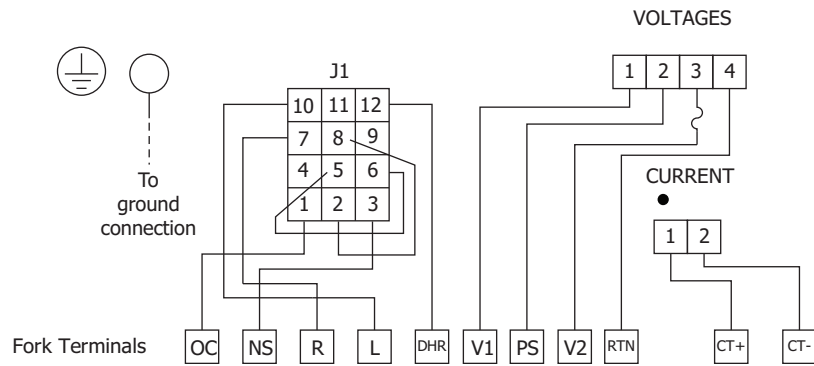 VOLTAGES
1 2 3 4
J1
10 11 12
7 8 9
4 5 6
1 2 3
To
ground
connection
CURRENT
1 2
Fork Terminals OC NS R L DHR V1 PS V2 RTN CT+ CT-